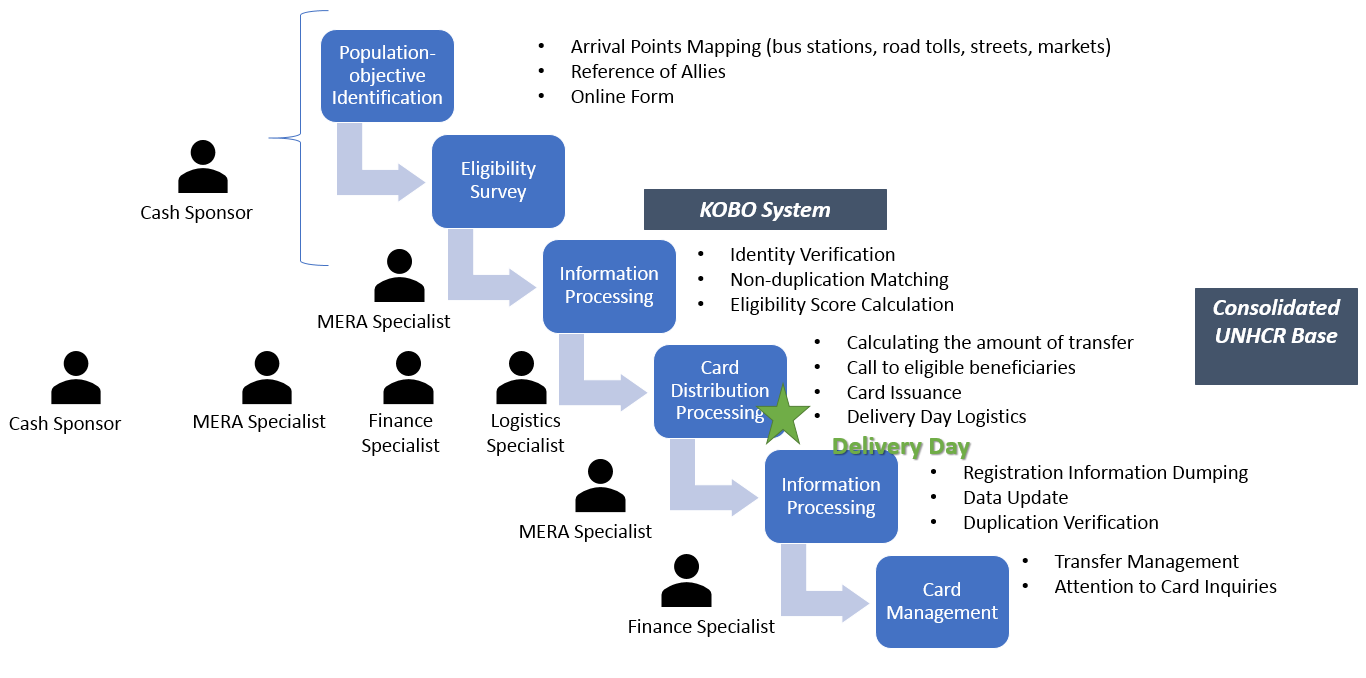 Population-
objective
Identification
• Arrival Points Mapping (bus stations, road tolls, streets, markets)
• Reference of Allies
• Online Form
Cash Sponsor
Eligibility
Survey
KOBO System
MERA Specialist
Information
Processing
• Identity Verification
• Non-duplication Matching
• Eligibility Score Calculation
Consolidated
UNHCR Base
Cash Sponsor
MERA Specialist
Finance
Specialist
Logistics
Specialist
Card
Distribution
Processing
• Calculating the amount of transfer
• Call to eligible beneficiaries
• Card Issuance
• Delivery Day Logistics
Delivery Day
MERA Specialist
Information
Processing
• Registration Information Dumping
• Data Update
• Duplication Verification
Finance Specialist
Card
Management
• Transfer Management
• Attention to Card Inquiries